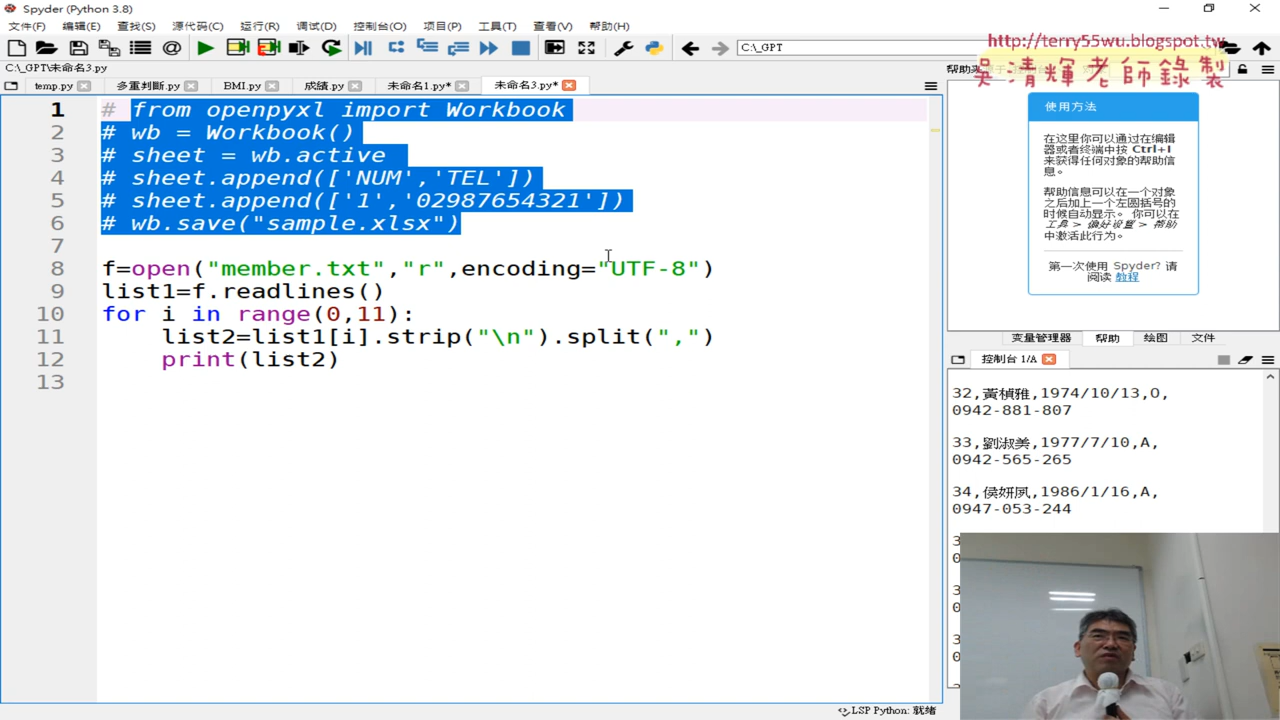 Spyder (Python 3.8)
文件(F) 编辑(E) 查找(S) 源代码(C) 运行(R) 调试(D) 控制台(O) 项目(P) 工具(T) 查看(V) 帮助(H)
C:\_GPT
http://terry55wu.blogspot.tw
吳清輝老師錄製
C:\_GPT\未命名3.py
temp.py 多重判斷.py BMI.py 成績.py 未命名1.py* 未命名3.py*
1 # from openpyxl import Workbook
2 # wb = Workbook()
3 # sheet = wb.active
4 # sheet.append(['NUM','TEL'])
5 # sheet.append(['1','02987654321'])
6 # wb.save("sample.xlsx")
7
8 f=open("member.txt","r",encoding="UTF-8")
9 list1=f.readlines()
10 for i in range(0,11):
11 list2=list1[i].strip("\n").split(",")
12 print(list2)
13
使用方法
在这里你可以通过在编辑
器或者终端中按 Ctrl+I
来获得任何对象的帮助信
息。
帮助信息可以在一个对象
之后加上一个左圆括号的
时候自动显示。 你可以在
工具 > 偏好设置 > 帮助
中激活此行为。
第一次使用 Spyder? 请
阅读 教程
变量管理器 帮助 绘图 文件
控制台 1/A
32,黃楨雅,1974/10/13,O,
0942-881-807
33,劉淑美,1977/7/10,A,
0942-565-265
34,侯妍夙,1986/1/16,A,
0947-053-244
LSP Python: 就绪